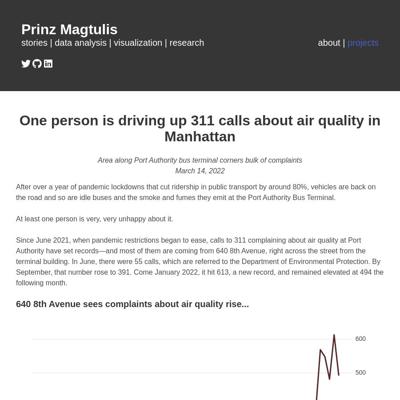 Prinz Magtulis
stories | data analysis | visualization | research
about | projects
One person is driving up 311 calls about air quality in
Manhattan
Area along Port Authority bus terminal corners bulk of complaints
March 14, 2022
After over a year of pandemic lockdowns that cut ridership in public transport by around 80%, vehicles are back on
the road and so are idle buses and the smoke and fumes they emit at the Port Authority Bus Terminal.
At least one person is very, very unhappy about it.
Since June 2021, when pandemic restrictions began to ease, calls to 311 complaining about air quality at Port
Authority have set records—and most of them are coming from 640 8th Avenue, right across the street from the
terminal building. In June, there were 55 calls, which are referred to the Department of Environmental Protection. By
September, that number rose to 391. Come January 2022, it hit 613, a new record, and remained elevated at 494 the
following month.
640 8th Avenue sees complaints about air quality rise...
600
500